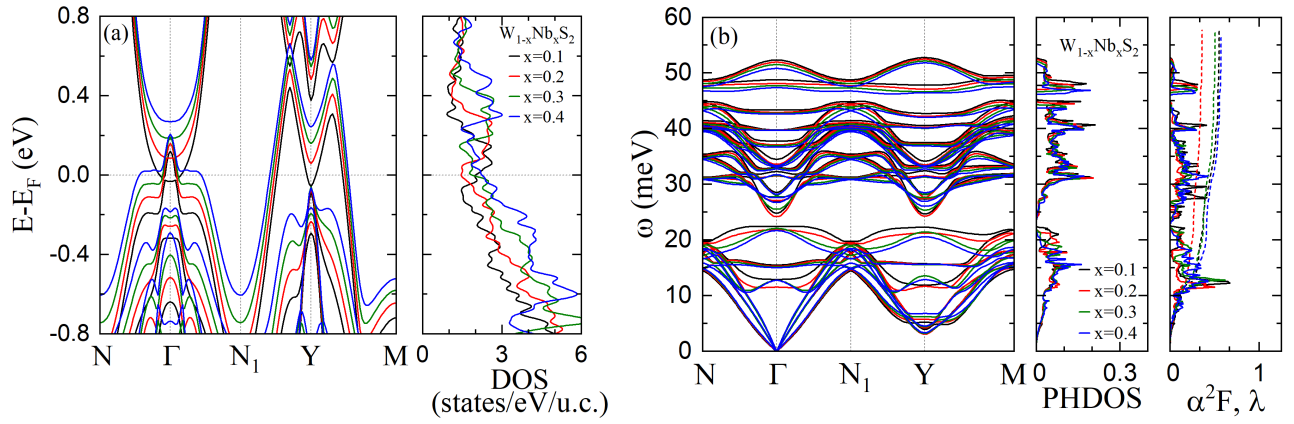 (a)
E-E_F (eV)
0.8
0.4
0.0
-0.4
-0.8
N Γ N₁ Y M
W₁₋ₓNbₓS₂
x=0.1
x=0.2
x=0.3
x=0.4
0 3 6
DOS
(states/eV/u.c.)
(b)
ω (meV)
60
50
40
30
20
10
0
N Γ N₁ Y M
W₁₋ₓNbₓS₂
0.0 0.3
PHDOS
x=0.1
x=0.2
x=0.3
x=0.4
0 1
α²F, λ